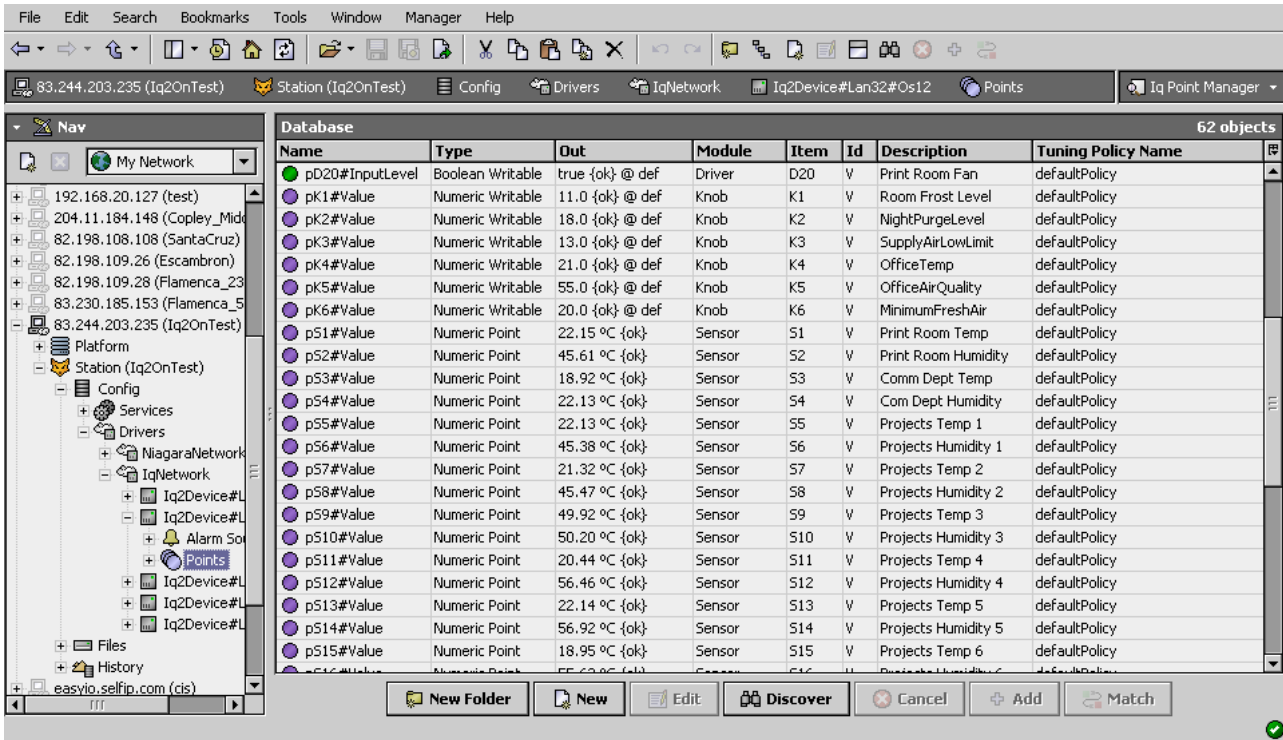 File Edit Search Bookmarks Tools Window Manager Help
83.244.203.235 (Iq2OnTest) Station (Iq2OnTest) Config Drivers IqNetwork Iq2Device#Lan32#Os12 Points Iq Point Manager
Nav
My Network
192.168.20.127 (test)
204.11.184.148 (Copley_Midd
82.198.108.108 (SantaCruz)
82.198.109.26 (Escambron)
82.198.109.28 (Flamenca_23
83.230.185.153 (Flamenca_5
83.244.203.235 (Iq2OnTest)
Platform
Station (Iq2OnTest)
Config
Services
Drivers
NiagaraNetwork
IqNetwork
Iq2Device#L
Iq2Device#L
Alarm Sou
Points
Iq2Device#L
Iq2Device#L
Iq2Device#L
Files
History
easyio.selfip.com (cis)
Database 62 objects
Name Type Out Module Item Id Description Tuning Policy Name
pD20#InputLevel Boolean Writable true {ok} @ def Driver D20 V Print Room Fan defaultPolicy
pK1#Value Numeric Writable 11.0 {ok} @ def Knob K1 V Room Frost Level defaultPolicy
pK2#Value Numeric Writable 18.0 {ok} @ def Knob K2 V NightPurgeLevel defaultPolicy
pK3#Value Numeric Writable 13.0 {ok} @ def Knob K3 V SupplyAirLowLimit defaultPolicy
pK4#Value Numeric Writable 21.0 {ok} @ def Knob K4 V OfficeTemp defaultPolicy
pK5#Value Numeric Writable 55.0 {ok} @ def Knob K5 V OfficeAirQuality defaultPolicy
pK6#Value Numeric Writable 20.0 {ok} @ def Knob K6 V MinimumFreshAir defaultPolicy
pS1#Value Numeric Point 22.15 ºC {ok} Sensor S1 V Print Room Temp defaultPolicy
pS2#Value Numeric Point 45.61 ºC {ok} Sensor S2 V Print Room Humidity defaultPolicy
pS3#Value Numeric Point 18.92 ºC {ok} Sensor S3 V Comm Dept Temp defaultPolicy
pS4#Value Numeric Point 22.13 ºC {ok} Sensor S4 V Com Dept Humidity defaultPolicy
pS5#Value Numeric Point 22.13 ºC {ok} Sensor S5 V Projects Temp 1 defaultPolicy
pS6#Value Numeric Point 45.38 ºC {ok} Sensor S6 V Projects Humidity 1 defaultPolicy
pS7#Value Numeric Point 21.32 ºC {ok} Sensor S7 V Projects Temp 2 defaultPolicy
pS8#Value Numeric Point 45.47 ºC {ok} Sensor S8 V Projects Humidity 2 defaultPolicy
pS9#Value Numeric Point 49.92 ºC {ok} Sensor S9 V Projects Temp 3 defaultPolicy
pS10#Value Numeric Point 50.20 ºC {ok} Sensor S10 V Projects Humidity 3 defaultPolicy
pS11#Value Numeric Point 20.44 ºC {ok} Sensor S11 V Projects Temp 4 defaultPolicy
pS12#Value Numeric Point 56.46 ºC {ok} Sensor S12 V Projects Humidity 4 defaultPolicy
pS13#Value Numeric Point 22.14 ºC {ok} Sensor S13 V Projects Temp 5 defaultPolicy
pS14#Value Numeric Point 56.92 ºC {ok} Sensor S14 V Projects Humidity 5 defaultPolicy
pS15#Value Numeric Point 18.95 ºC {ok} Sensor S15 V Projects Temp 6 defaultPolicy
New Folder New Edit Discover Cancel Add Match